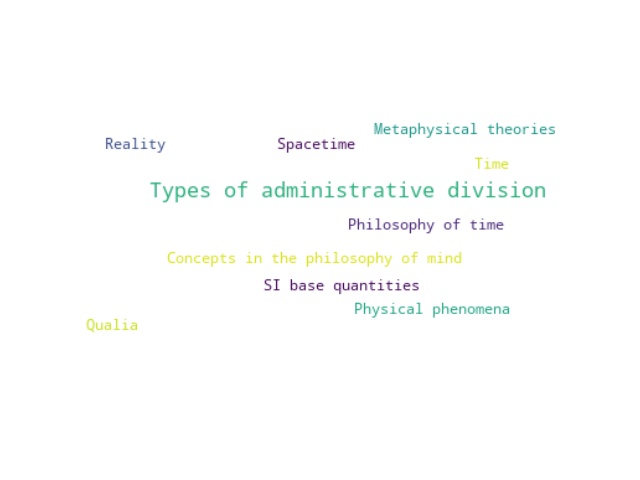 Metaphysical theories
Reality
Spacetime
Time
Types of administrative division
Philosophy of time
Concepts in the philosophy of mind
SI base quantities
Physical phenomena
Qualia